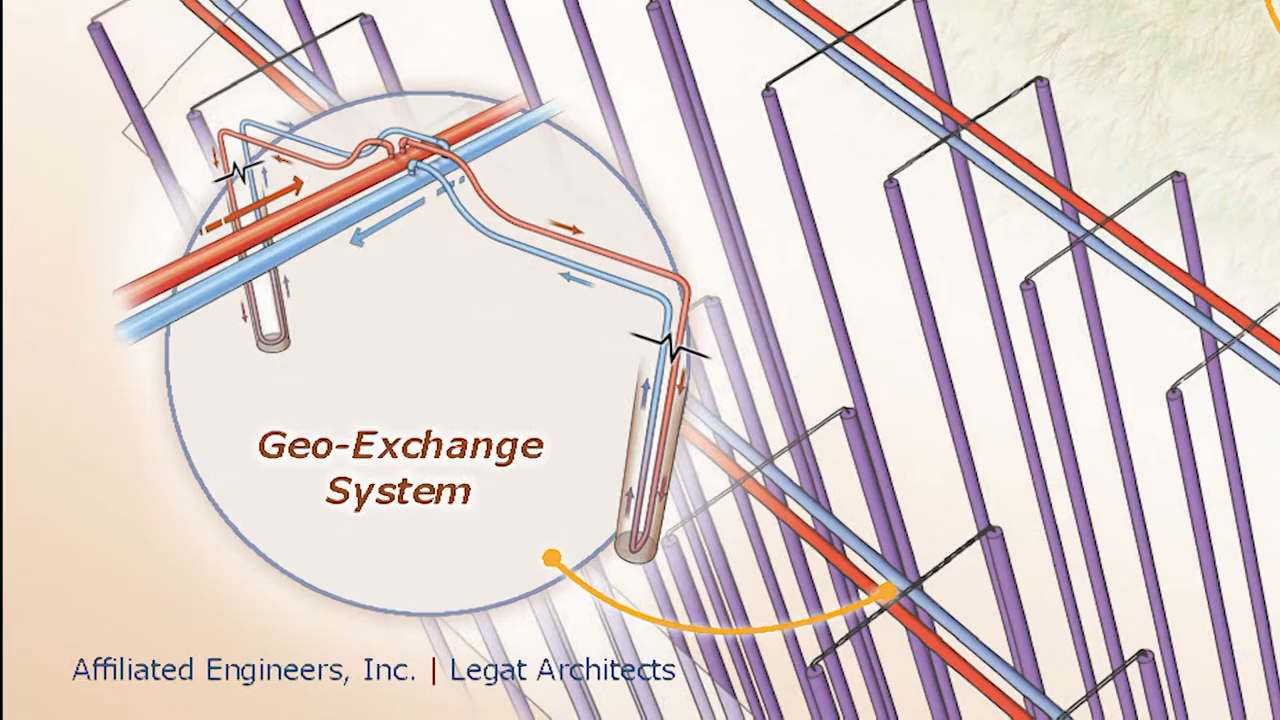 Geo-Exchange
System
Affiliated Engineers, Inc. | Legat Architects